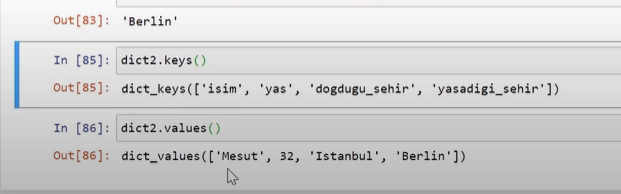 Out[83]: 'Berlin'
In [85]: dict2.keys()
Out[85]: dict_keys(['isim', 'yas', 'dogdugu_sehir', 'yasadigi_sehir'])
In [86]: dict2.values()
Out[86]: dict_values(['Mesut', 32, 'Istanbul', 'Berlin'])